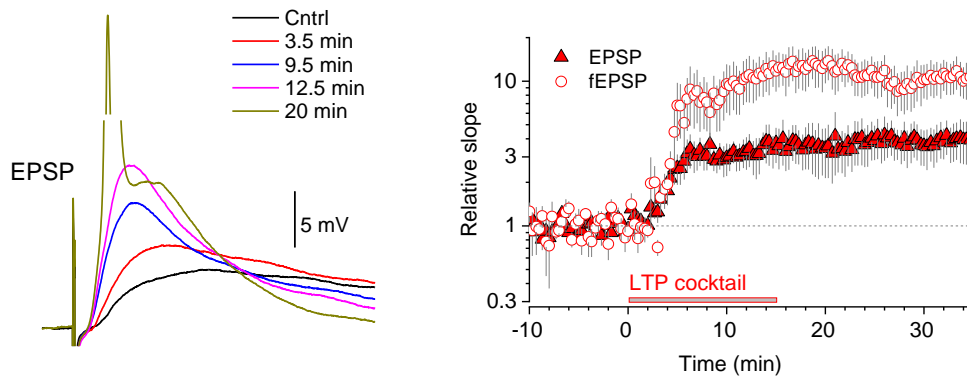 Cntrl
3.5 min
9.5 min
12.5 min
20 min
EPSP
5 mV
EPSP
fEPSP
Relative slope
10
3
1
0.3
LTP cocktail
-10 0 10 20 30
Time (min)